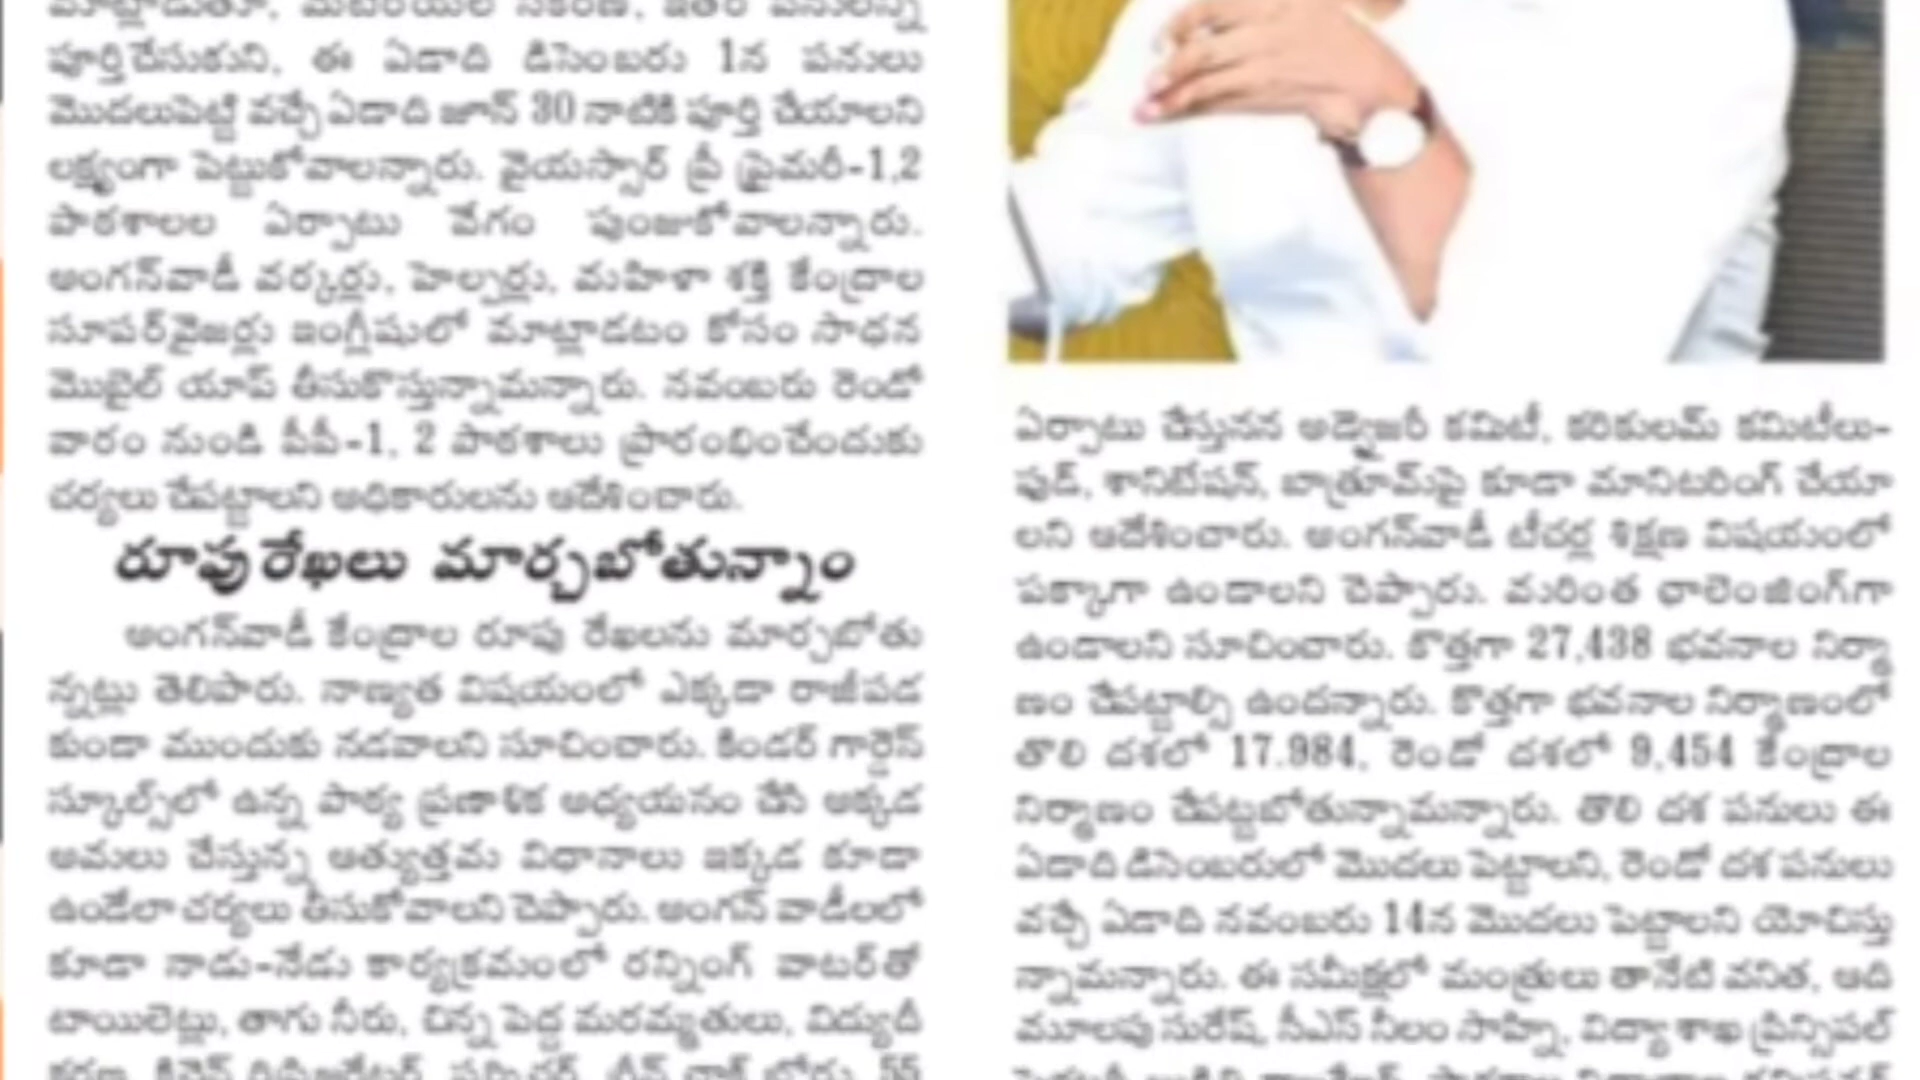 పూర్తిచేసుకుని, ఈ ఏడాది డిసెంబరు 1న పనులు
మొదలుపెట్టి వచ్చే ఏడాది జూన్ 30 నాటికి పూర్తి చేయాలని
లక్ష్యంగా పెట్టుకోవాలన్నారు. వైయస్సార్ ప్రీ ప్రైమరీ-1,2
పాఠశాలల ఏర్పాటు వేగం పుంజుకోవాలన్నారు.
అంగన్‌వాడీ వర్కర్లు, హెల్పర్లు, మహిళా శక్తి కేంద్రాల
సూపర్‌వైజర్లు ఇంగ్లీషులో మాట్లాడటం కోసం సాధన
మొబైల్ యాప్ తీసుకొస్తున్నామన్నారు. నవంబరు రెండో
వారం నుండి పీపీ-1, 2 పాఠశాలు ప్రారంభించేందుకు
చర్యలు చేపట్టాలని అధికారులను ఆదేశించారు.
రూపురేఖలు మార్చబోతున్నాం
అంగన్‌వాడీ కేంద్రాల రూపు రేఖలను మార్చబోతు
న్నట్లు తెలిపారు. నాణ్యత విషయంలో ఎక్కడా రాజీపడ
కుండా ముందుకు నడవాలని సూచించారు. కిండర్ గార్డెన్
స్కూల్స్‌లో ఉన్న పాఠ్య ప్రణాళిక అధ్యయనం చేసి అక్కడ
అమలు చేస్తున్న అత్యుత్తమ విధానాలు ఇక్కడ కూడా
ఉండేలా చర్యలు తీసుకోవాలని చెప్పారు. అంగన్ వాడీలలో
కూడా నాడు-నేడు కార్యక్రమంలో రన్నింగ్ వాటర్‌తో
టాయిలెట్లు, తాగు నీరు, చిన్న పెద్ద మరమ్మతులు, విద్యుదీ
ఏర్పాటు చేస్తునన అడ్వైజరీ కమిటీ, కరికులమ్ కమిటీలు-
ఫుడ్, శానిటేషన్, బాత్రూమ్‌పై కూడా మానిటరింగ్ చేయా
లని ఆదేశించారు. అంగన్‌వాడీ టీచర్ల శిక్షణ విషయంలో
పక్కాగా ఉండాలని చెప్పారు. మరింత ఛాలెంజింగ్‌గా
ఉండాలని సూచించారు. కొత్తగా 27,438 భవనాల నిర్మా
ణం చేపట్టాల్సి ఉందన్నారు. కొత్తగా భవనాల నిర్మాణంలో
తొలి దశలో 17.984, రెండో దశలో 9,454 కేంద్రాల
నిర్మాణం చేపట్టబోతున్నామన్నారు. తొలి దశ పనులు ఈ
ఏడాది డిసెంబరులో మొదలు పెట్టాలని, రెండో దశ పనులు
వచ్చే ఏడాది నవంబరు 14న మొదలు పెట్టాలని యోచిస్తు
న్నామన్నారు. ఈ సమీక్షలో మంత్రులు తానేటి వనిత, ఆది
మూలపు సురేష్, సీఎస్ నీలం సాహ్ని, విద్యా శాఖ ప్రిన్సిపల్